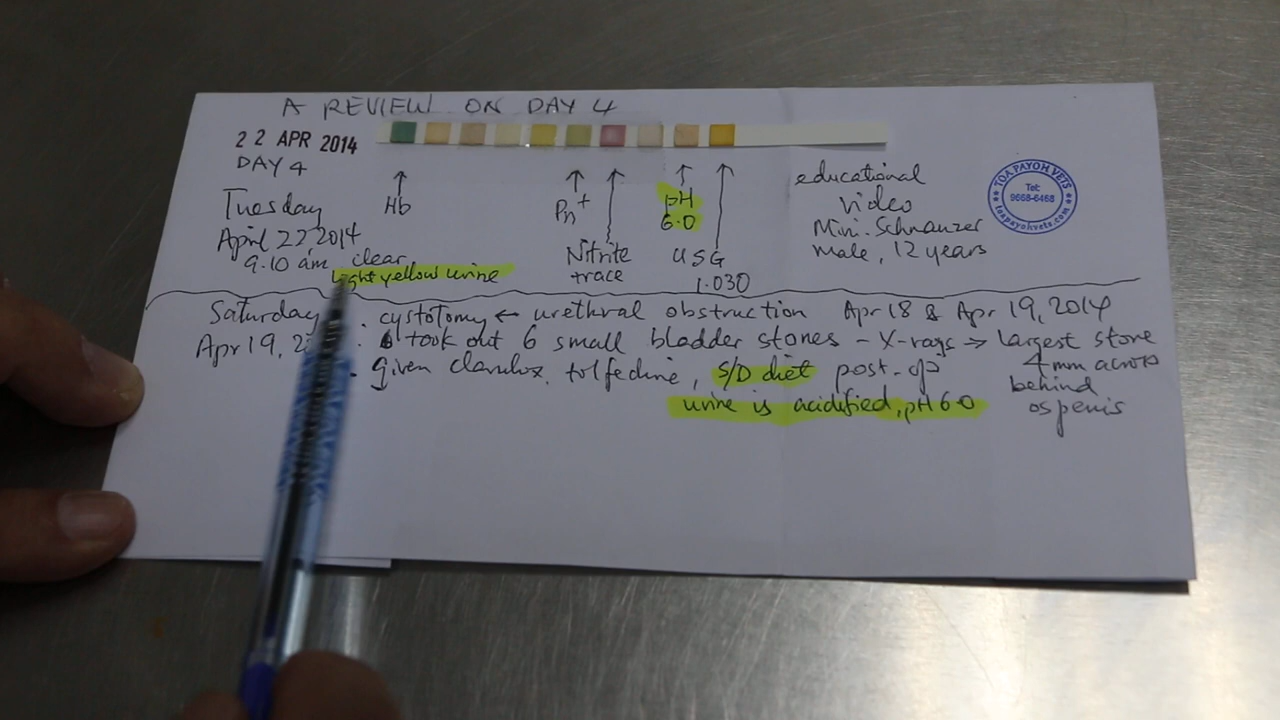 A REVIEW ON DAY 4
22 APR 2014
DAY 4
Tuesday
April 22 2014
9.10 am clear,
light yellow urine
Hb
Prn+
Nitrite
trace
pH
6.0
USG
1.030
educational
video
Mini. Schnauzer
male, 12 years
TOA PAYOH VETS
Tel:
9668-6468
toapayohvets.com
Saturday . cystotomy ← urethral obstruction Apr 18 & Apr 19, 2014
Apr 19, 2 . took out 6 small bladder stones - X-rays → largest stone
4mm across
behind
os penis
. given clavulox, tolfedine, S/D diet post-op
urine is acidified, pH 6.0